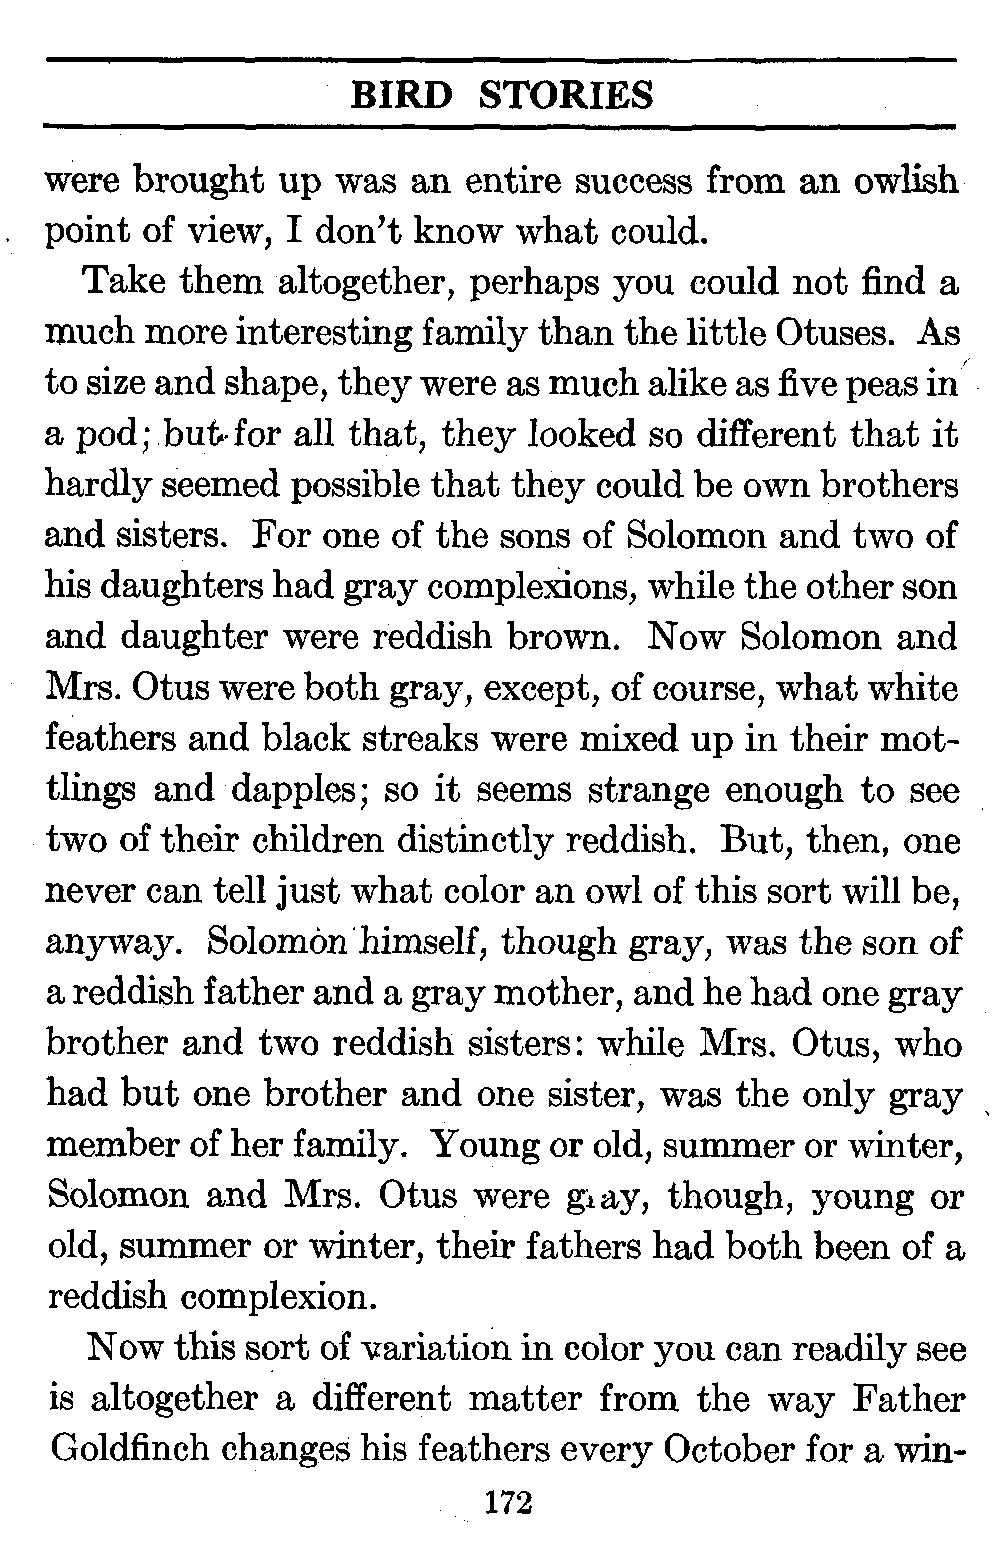 BIRD STORIES
were brought up was an entire success from an owlish
point of view, I don't know what could.
Take them altogether, perhaps you could not find a
much more interesting family than the little Otuses. As
to size and shape, they were as much alike as five peas in
a pod; but for all that, they looked so different that it
hardly seemed possible that they could be own brothers
and sisters. For one of the sons of Solomon and two of
his daughters had gray complexions, while the other son
and daughter were reddish brown. Now Solomon and
Mrs. Otus were both gray, except, of course, what white
feathers and black streaks were mixed up in their mot-
tlings and dapples; so it seems strange enough to see
two of their children distinctly reddish. But, then, one
never can tell just what color an owl of this sort will be,
anyway. Solomon himself, though gray, was the son of
a reddish father and a gray mother, and he had one gray
brother and two reddish sisters: while Mrs. Otus, who
had but one brother and one sister, was the only gray
member of her family. Young or old, summer or winter,
Solomon and Mrs. Otus were gray, though, young or
old, summer or winter, their fathers had both been of a
reddish complexion.
Now this sort of variation in color you can readily see
is altogether a different matter from the way Father
Goldfinch changes his feathers every October for a win-
172